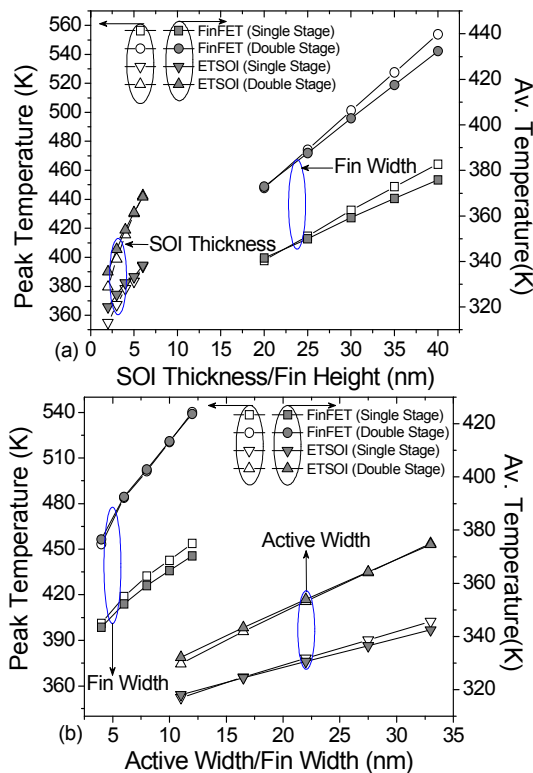 560
540
520
500
480
460
440
420
400
380
360
Peak Temperature (K)
FinFET (Single Stage)
FinFET (Double Stage)
ETSOI (Single Stage)
ETSOI (Double Stage)
Fin Width
SOI Thickness
440
420
400
380
360
340
320
Av. Temperature(K)
0 5 10 15 20 25 30 35 40
(a)
SOI Thickness/Fin Height (nm)
540
510
480
450
420
390
360
Peak Temperature (K)
FinFET (Single Stage)
FinFET (Double Stage)
ETSOI (Single Stage)
ETSOI (Double Stage)
Active Width
Fin Width
420
400
380
360
340
320
Av. Temperature (K)
5 10 15 20 25 30 35
(b)
Active Width/Fin Width (nm)